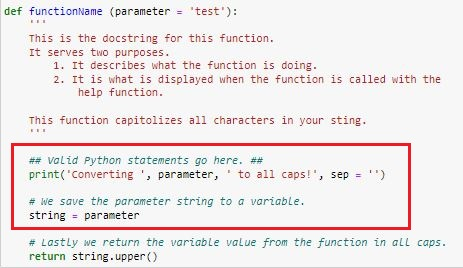 def functionName (parameter = 'test'):
'''
This is the docstring for this function.
It serves two purposes.
1. It describes what the function is doing.
2. It is what is displayed when the function is called with the
help function.
This function capitolizes all characters in your sting.
'''
## Valid Python statements go here. ##
print('Converting ', parameter, ' to all caps!', sep = '')
# We save the parameter string to a variable.
string = parameter
# Lastly we return the variable value from the function in all caps.
return string.upper()